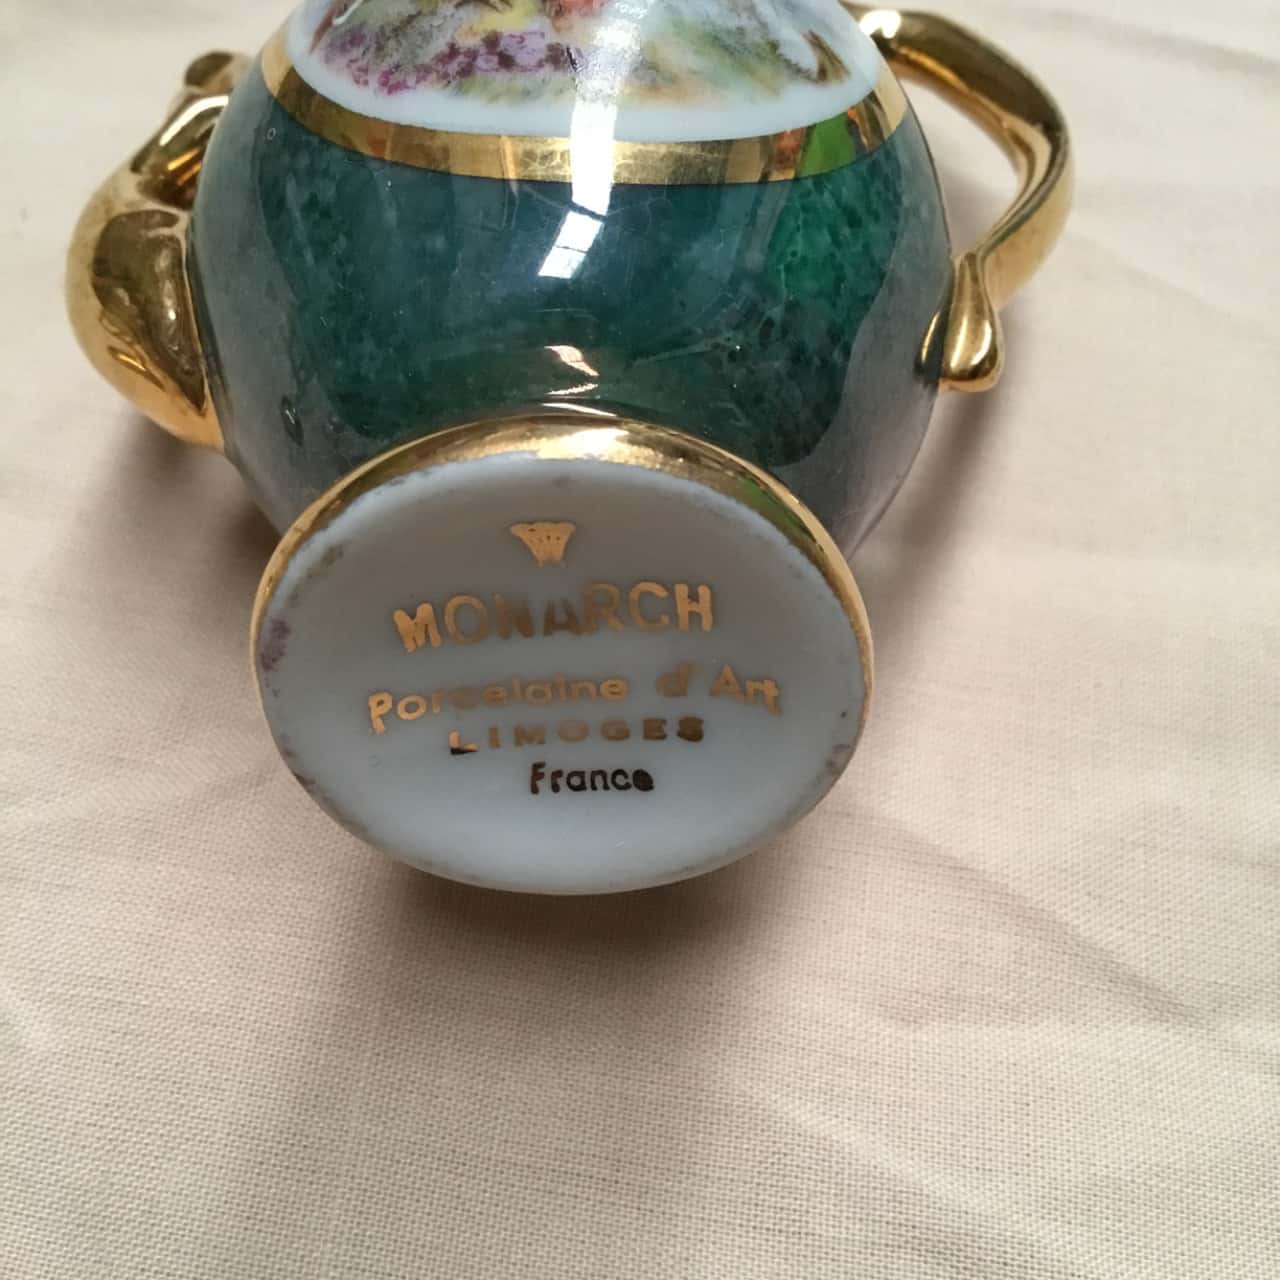 MONARCH
Porcelaine d'Art
LIMOGES
France